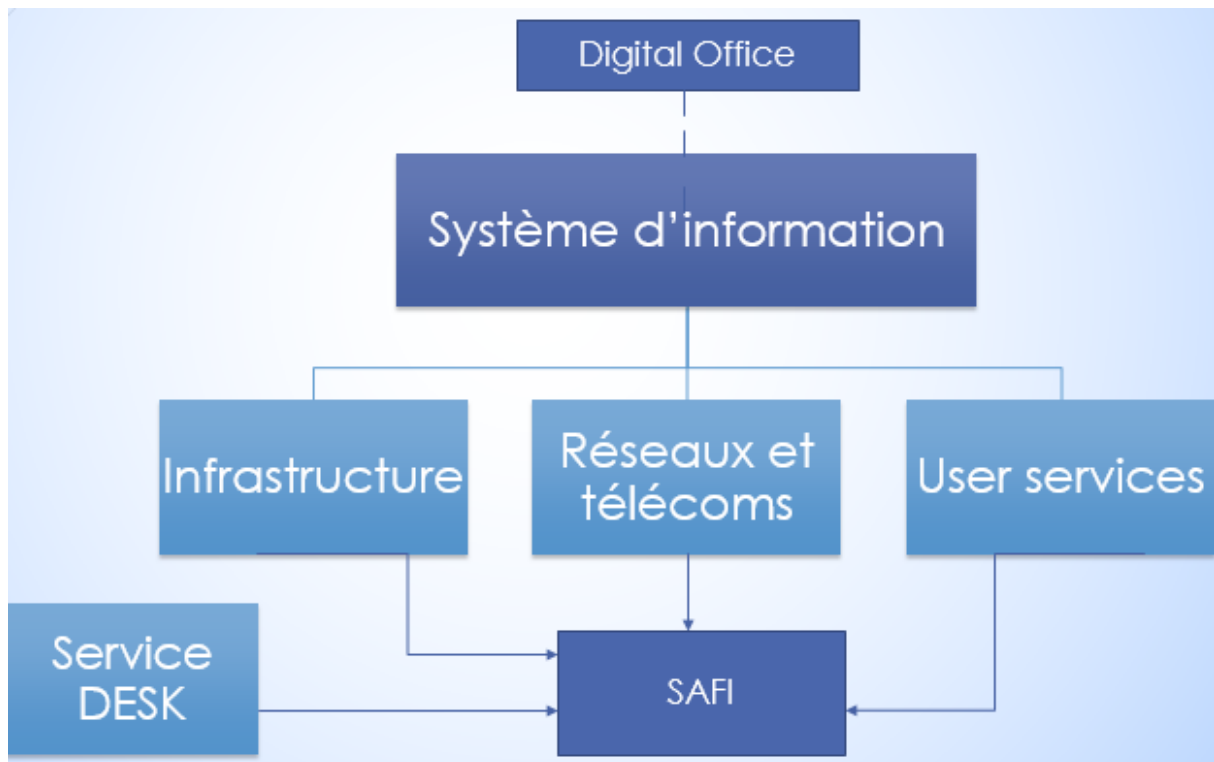 Digital Office
Système d'information
Infrastructure
Réseaux et
télécoms
User services
Service
DESK
SAFI